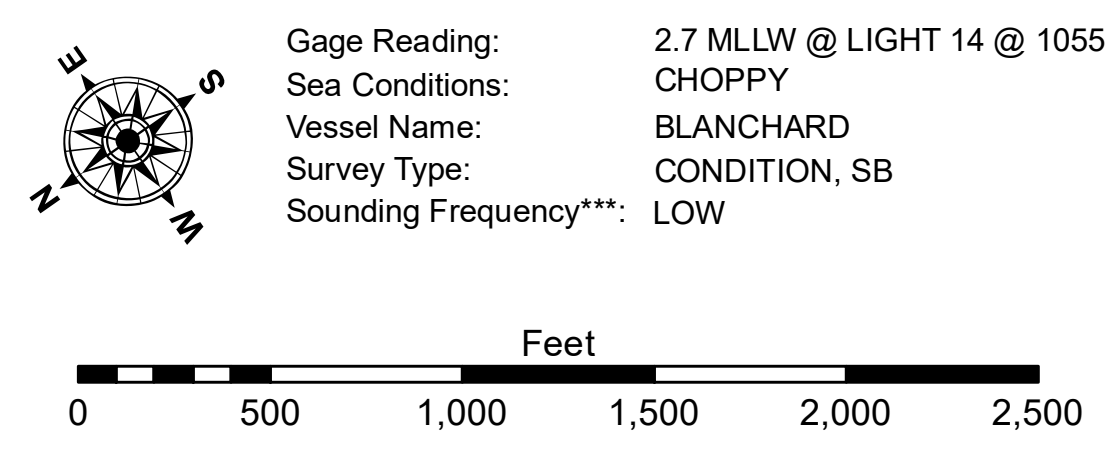 E
S
N
W
Gage Reading: 2.7 MLLW @ LIGHT 14 @ 1055
Sea Conditions: CHOPPY
Vessel Name: BLANCHARD
Survey Type: CONDITION, SB
Sounding Frequency***: LOW
Feet
0 500 1,000 1,500 2,000 2,500